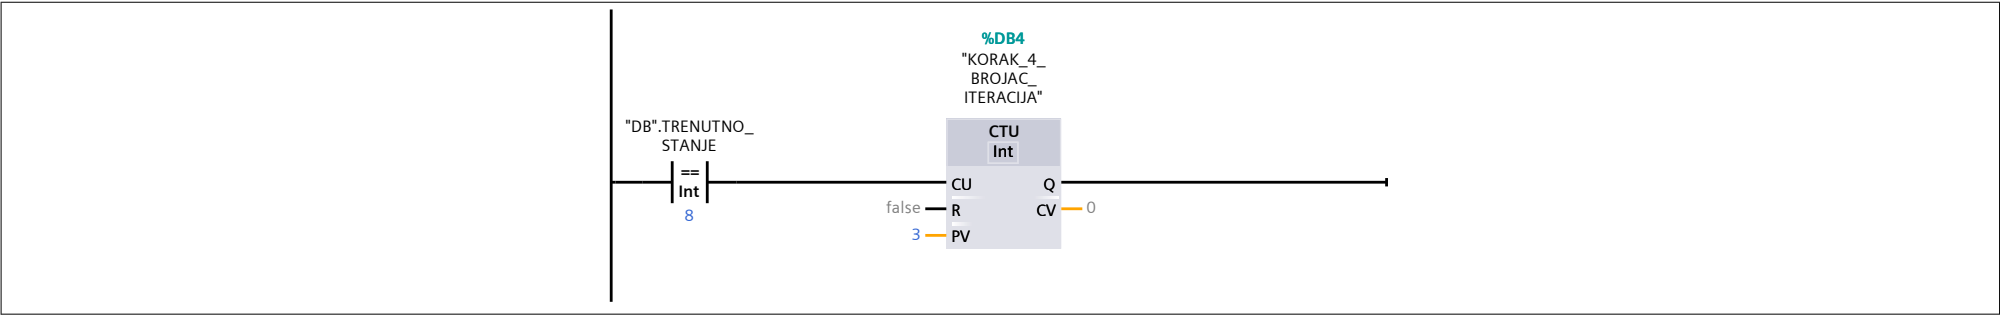 %DB4
"KORAK_4_
BROJAC_
ITERACIJA"
"DB".TRENUTNO_
STANJE
==
Int
8
CTU
Int
CU Q
false R CV 0
3 PV